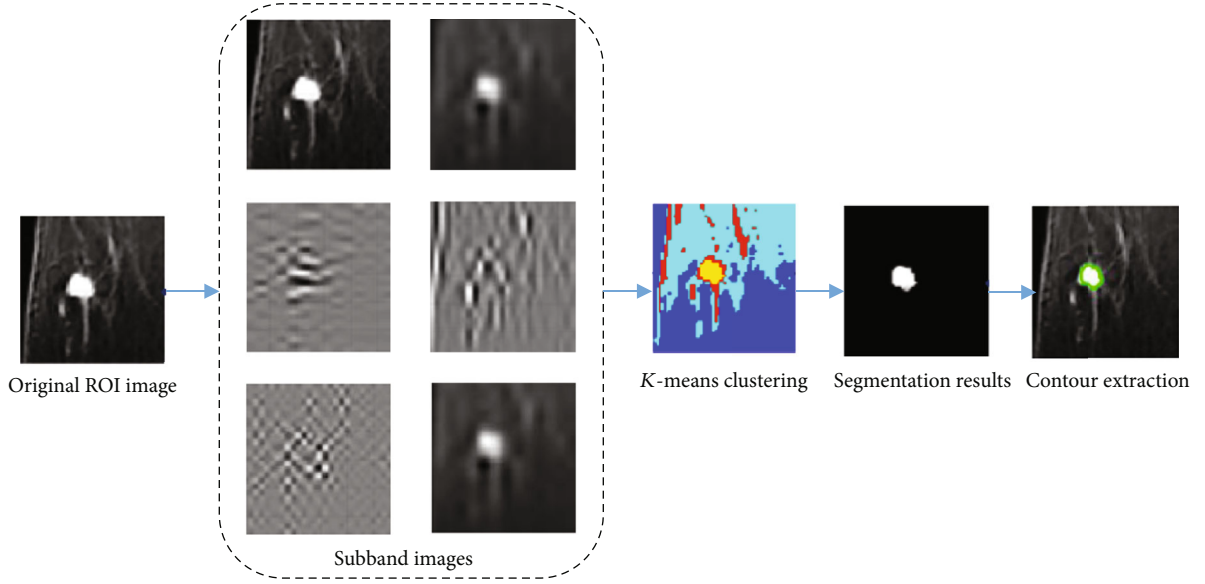 Original ROI image
Subband images
K-means clustering
Segmentation results
Contour extraction